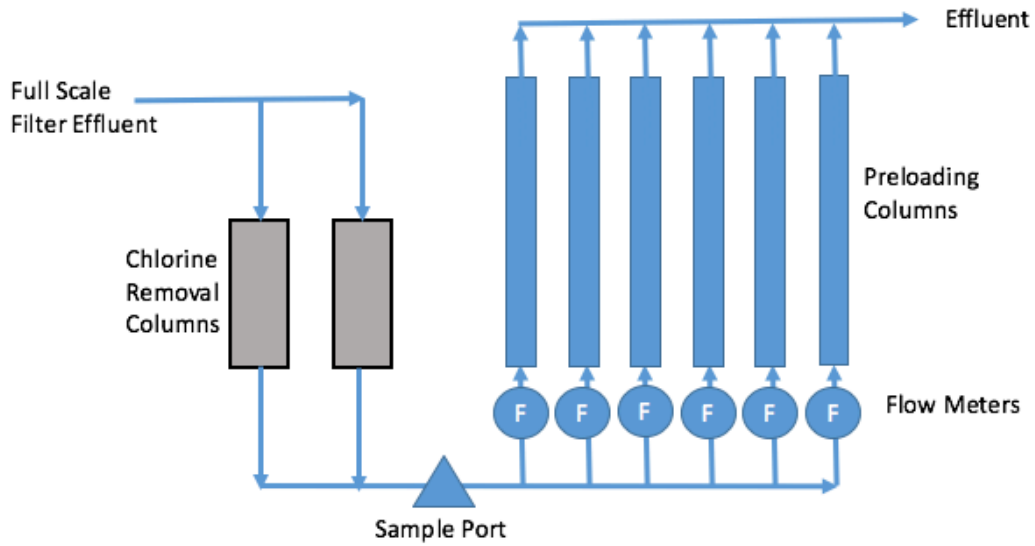 Effluent
Full Scale
Filter Effluent
Preloading
Columns
Chlorine
Removal
Columns
F F F F F F
Flow Meters
Sample Port